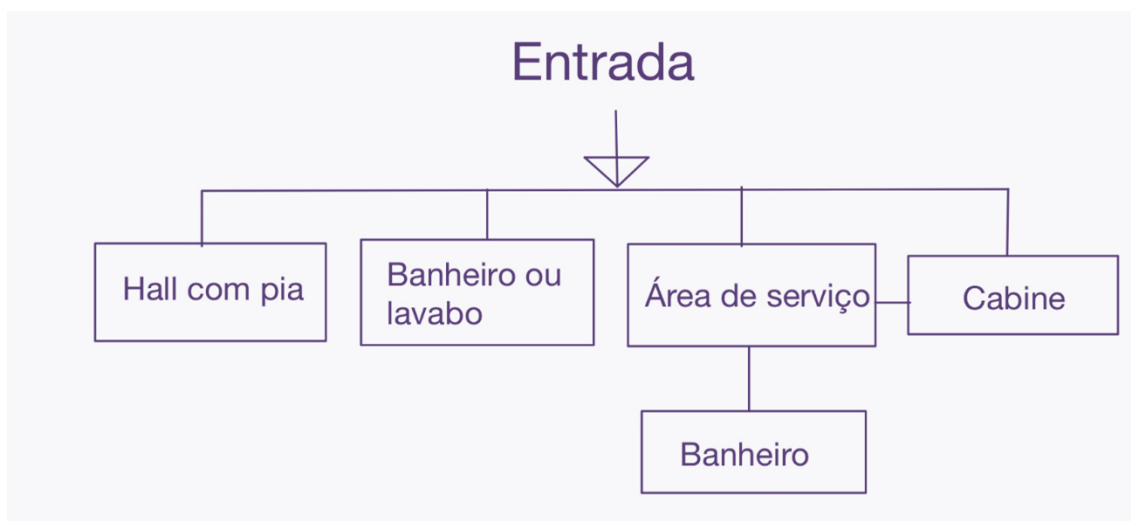 Entrada
Hall com pia
Banheiro ou
lavabo
Área de serviço
Cabine
Banheiro